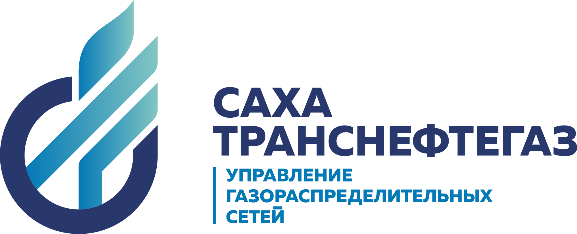 САХА
ТРАНСНЕФТЕГАЗ
УПРАВЛЕНИЕ
ГАЗОРАСПРЕДЕЛИТЕЛЬНЫХ
СЕТЕЙ